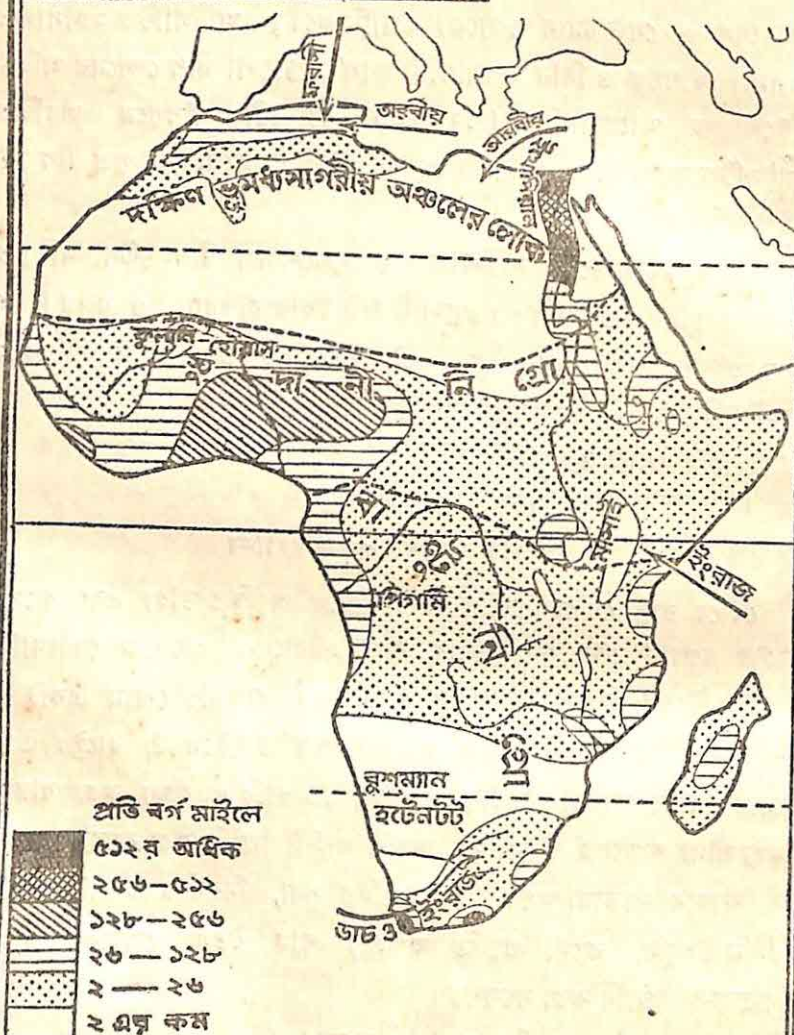 ফরাসী
আরবীয়
আরবীয়
দক্ষিণ ভূমধ্যসাগরীয় অঞ্চলের লোক
ফুলানি-হোয়াস
সু দা নী নি গ্রো
বা
ন্টু
পিগমি
নি
গ্রো
মাসাই
ইংরাজ
বুশম্যান
হটেনটট্
ডাচ ও ইংরাজ
প্রতি বর্গ মাইলে
৫১২র অধিক
২৫৬—৫১২
১২৮—২৫৬
২৬—১২৮
২—২৬
২ এর কম